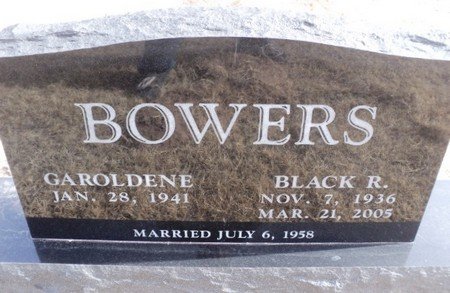 BOWERS
GAROLDENE
JAN. 28, 1941
BLACK R.
NOV. 7, 1936
MAR. 21, 2005
MARRIED JULY 6, 1958